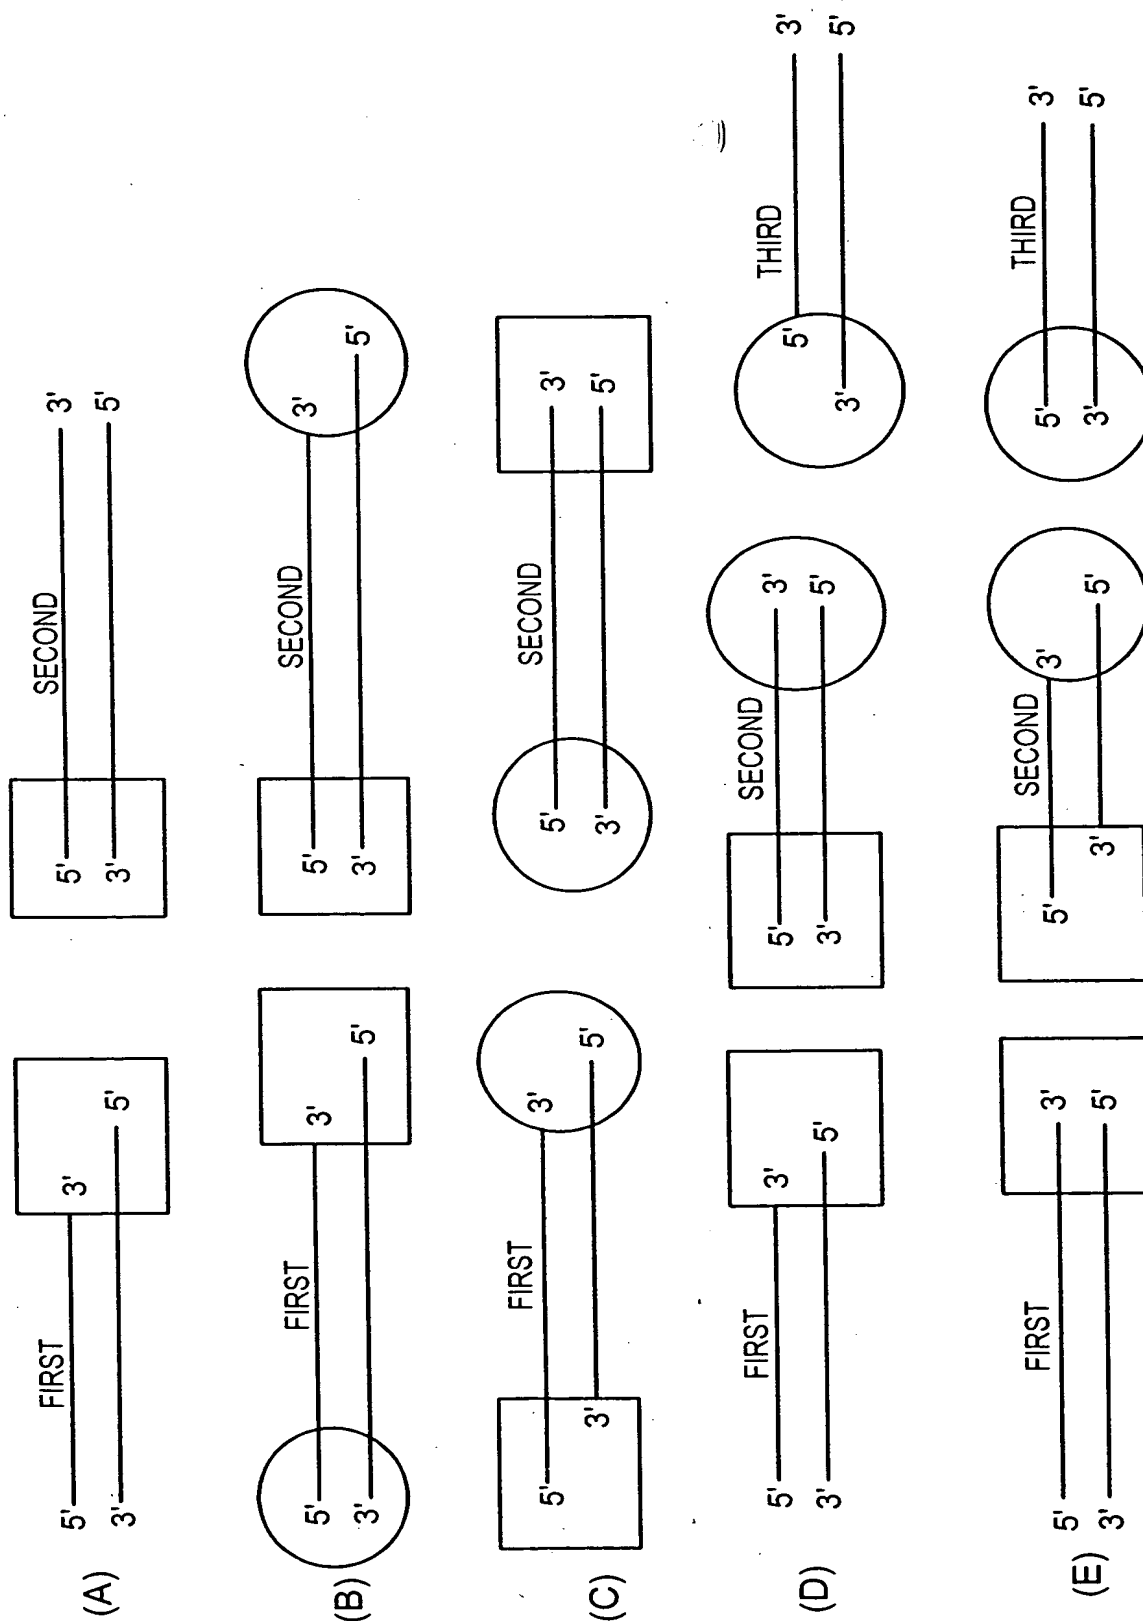 FIRST SECOND
5' 3' 5' 3'
(A) 3' 5' 3' 5'
FIRST SECOND
5' 3' 5' 3'
(B) 3' 5' 3' 5'
FIRST SECOND
5' 3' 5' 3'
(C) 3' 5' 3' 5'
FIRST SECOND THIRD
5' 3' 5' 3' 5' 3'
(D) 3' 5' 3' 5' 3' 5'
FIRST SECOND THIRD
5' 3' 5' 3' 5' 3'
(E) 3' 5' 3' 5' 3' 5'